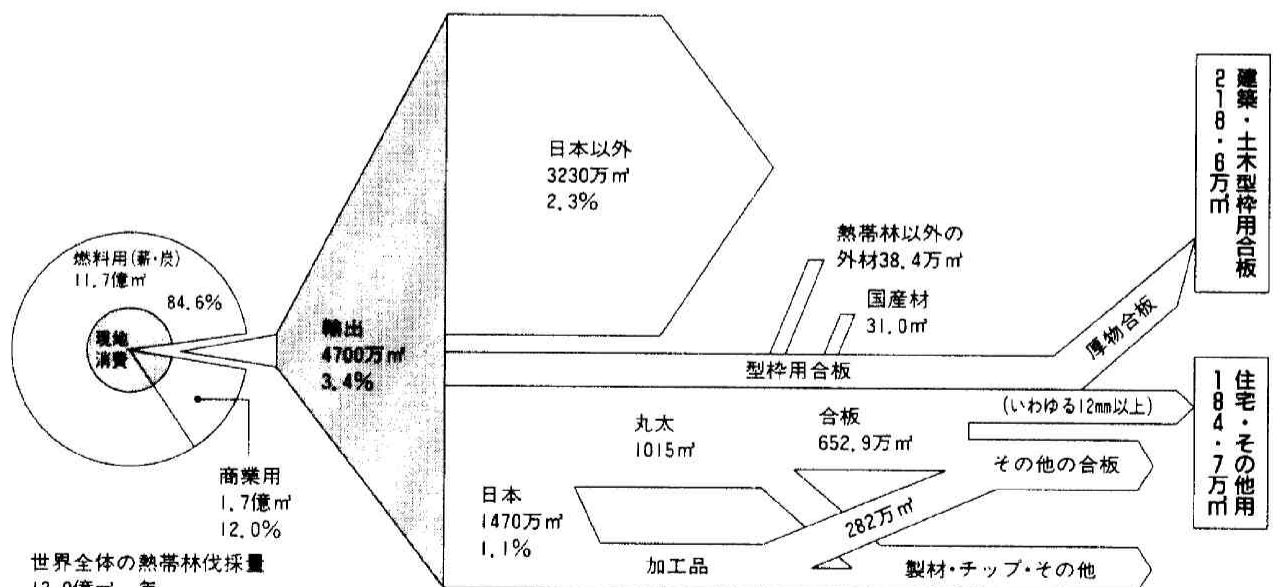 燃料用(薪・炭)
11.7億㎥
84.6%
現地
消費
商業用
1.7億㎥
12.0%
世界全体の熱帯林伐採量
輸出
4700万㎥
3.4%
日本以外
3230万㎥
2.3%
熱帯林以外の
外材38.4万㎥
国産材
31.0㎥
型枠用合板
厚物合板
(いわゆる12mm以上)
丸太
1015㎥
合板
652.9万㎥
その他の合板
日本
1470万㎥
1.1%
282万㎥
加工品
製材・チップ・その他
建築・土木型枠用合板
218・6万㎥
住宅・その他用
184・7万㎥